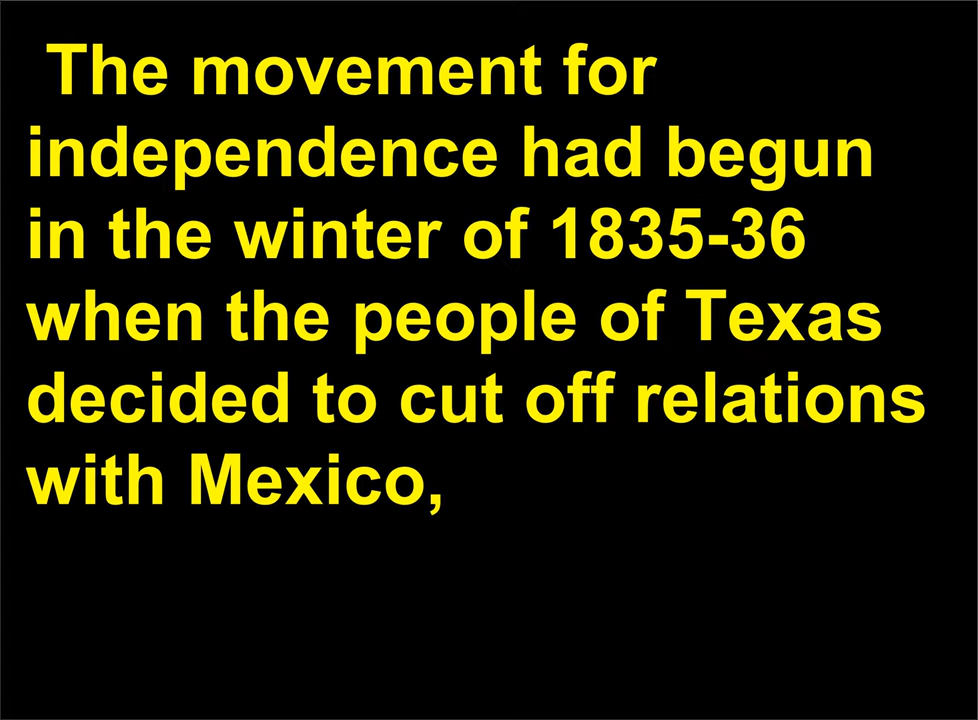 The movement for
independence had begun
in the winter of 1835-36
when the people of Texas
decided to cut off relations
with Mexico,